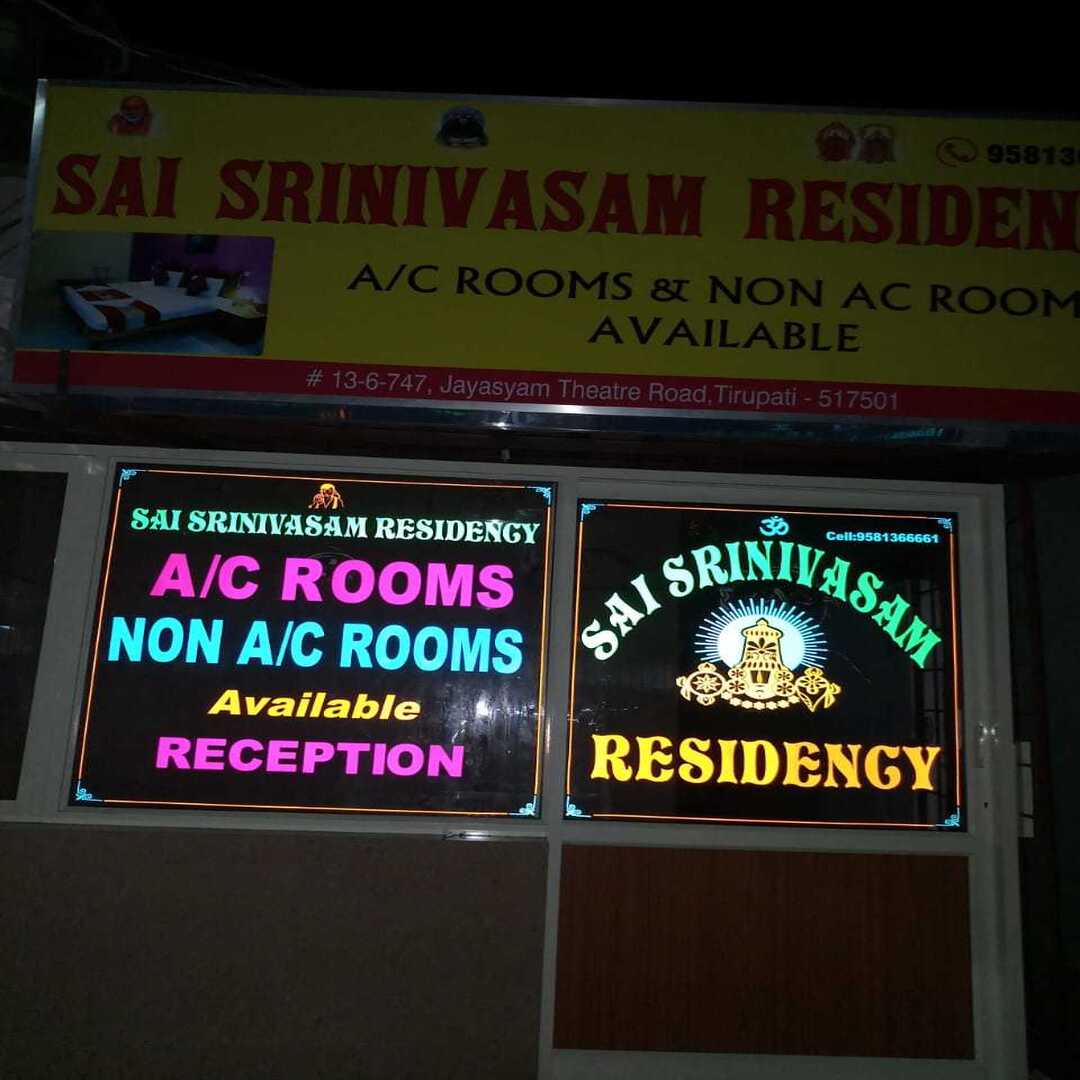 95813
SAI SRINIVASAM RESIDEN
A/C ROOMS & NON AC ROOM
AVAILABLE
# 13-6-747, Jayasyam Theatre Road,Tirupati - 517501
SAI SRINIVASAM RESIDENCY
A/C ROOMS
NON A/C ROOMS
Available
RECEPTION
ॐ
Cell:9581366661
SAI SRINIVASAM
RESIDENCY